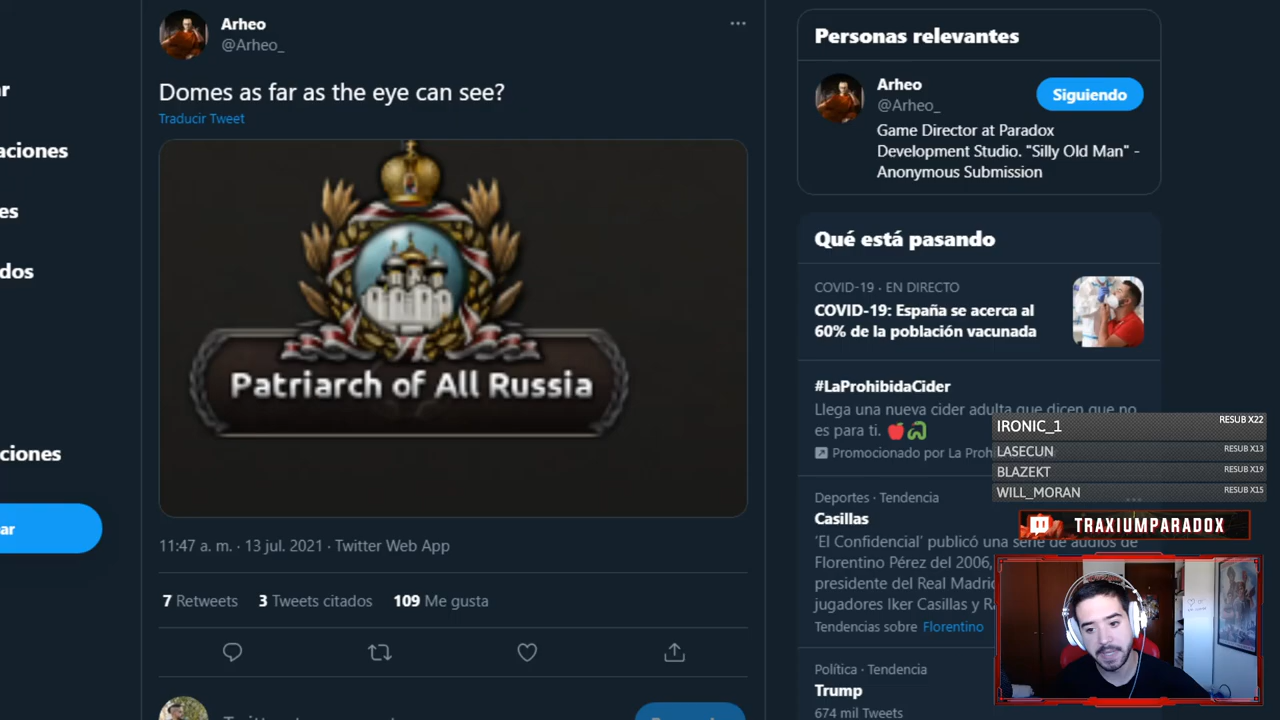 ar
aciones
es
dos
ciones
ar
Arheo
@Arheo_
Domes as far as the eye can see?
Traducir Tweet
Patriarch of All Russia
11:47 a. m. · 13 jul. 2021 · Twitter Web App
7 Retweets 3 Tweets citados 109 Me gusta
Personas relevantes
Arheo
@Arheo_
Siguiendo
Game Director at Paradox
Development Studio. "Silly Old Man" -
Anonymous Submission
Qué está pasando
COVID-19 · EN DIRECTO
COVID-19: España se acerca al
60% de la población vacunada
#LaProhibidaCider
Llega una nueva cider adulta que dicen que no
es para ti.
Promocionado por La Proh
IRONIC_1 RESUB X22
LASECUN RESUB X13
BLAZEKT RESUB X19
WILL_MORAN RESUB X15
TRAXIUMPARADOX
Deportes · Tendencia
Casillas
'El Confidencial' publicó una serie de audios de
Florentino Pérez del 2006,
presidente del Real Madri
jugadores Iker Casillas y R
Tendencias sobre Florentino
Política · Tendencia
Trump
674 mil Tweets